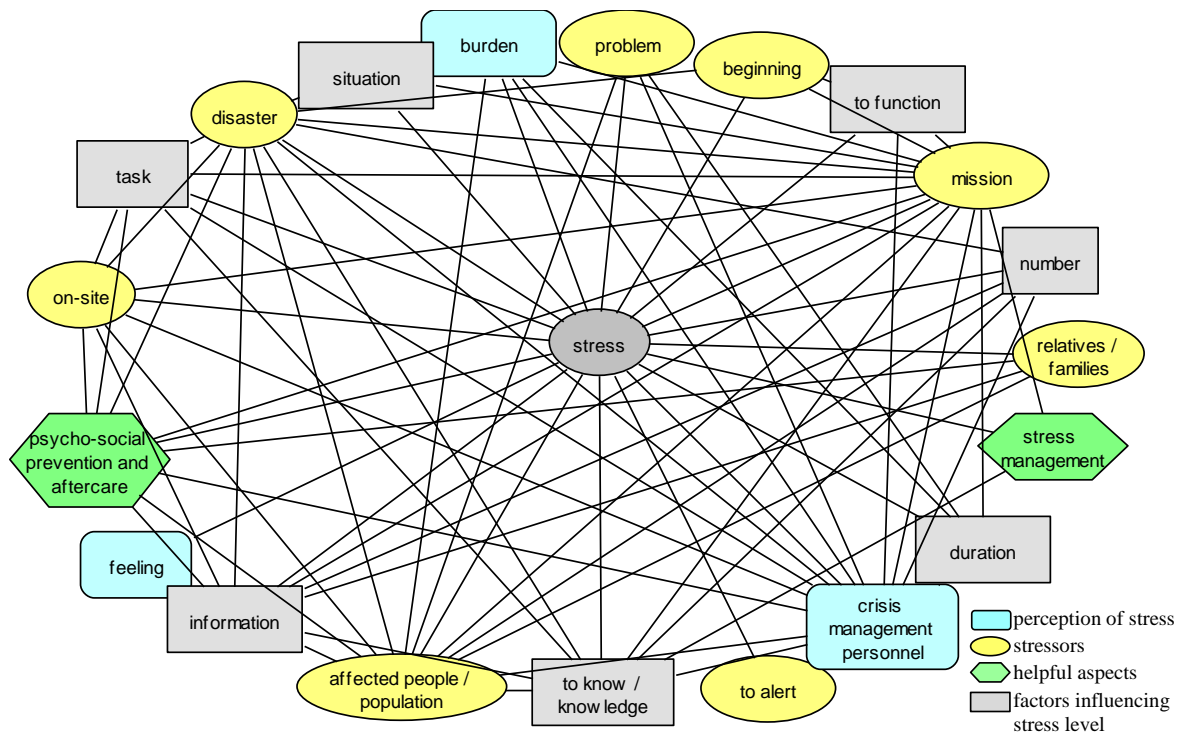 burden
problem
beginning
situation
to function
disaster
task
mission
number
on-site
stress
relatives /
families
psycho-social
prevention and
aftercare
stress
management
feeling
duration
information
crisis
management
personnel
perception of stress
stressors
helpful aspects
factors influencing
stress level
affected people /
population
to know /
knowledge
to alert